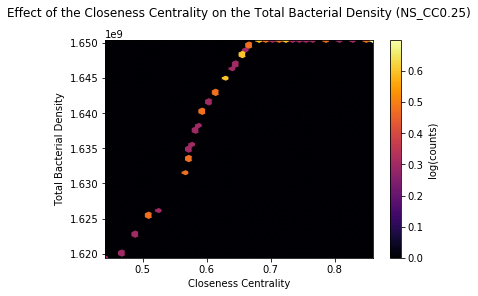 Effect of the Closeness Centrality on the Total Bacterial Density (NS_CC0.25)
1e9
1.650
1.645
1.640
1.635
1.630
1.625
1.620
Total Bacterial Density
0.5 0.6 0.7 0.8
Closeness Centrality
0.6
0.5
0.4
0.3
0.2
0.1
0.0
log(counts)